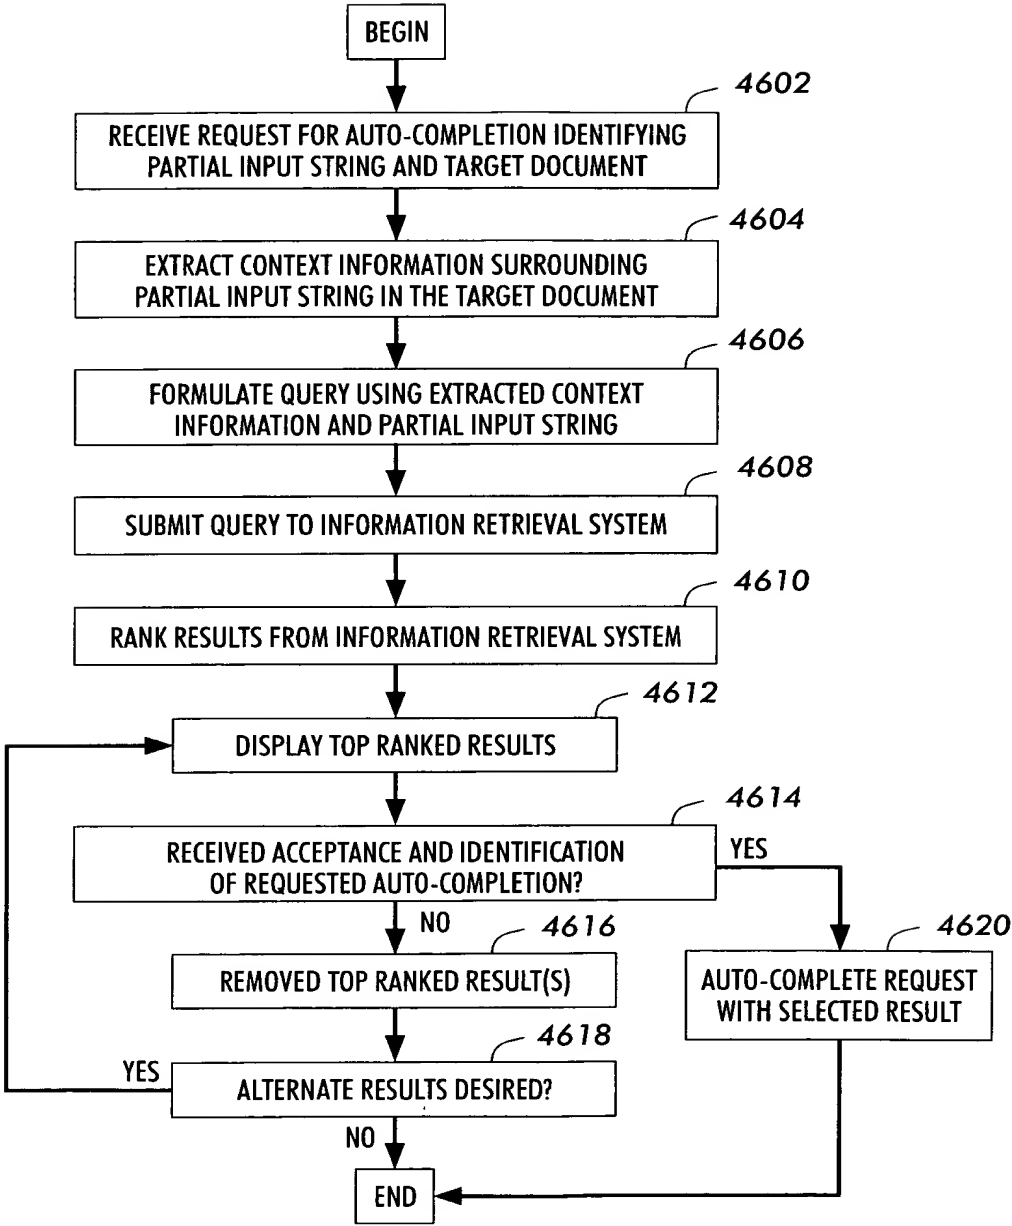 BEGIN
4602
RECEIVE REQUEST FOR AUTO-COMPLETION IDENTIFYING
PARTIAL INPUT STRING AND TARGET DOCUMENT
4604
EXTRACT CONTEXT INFORMATION SURROUNDING
PARTIAL INPUT STRING IN THE TARGET DOCUMENT
4606
FORMULATE QUERY USING EXTRACTED CONTEXT
INFORMATION AND PARTIAL INPUT STRING
4608
SUBMIT QUERY TO INFORMATION RETRIEVAL SYSTEM
4610
RANK RESULTS FROM INFORMATION RETRIEVAL SYSTEM
4612
DISPLAY TOP RANKED RESULTS
4614
RECEIVED ACCEPTANCE AND IDENTIFICATION
OF REQUESTED AUTO-COMPLETION?
YES
NO
4616
REMOVED TOP RANKED RESULT(S)
4620
AUTO-COMPLETE REQUEST
WITH SELECTED RESULT
4618
ALTERNATE RESULTS DESIRED?
YES
NO
END